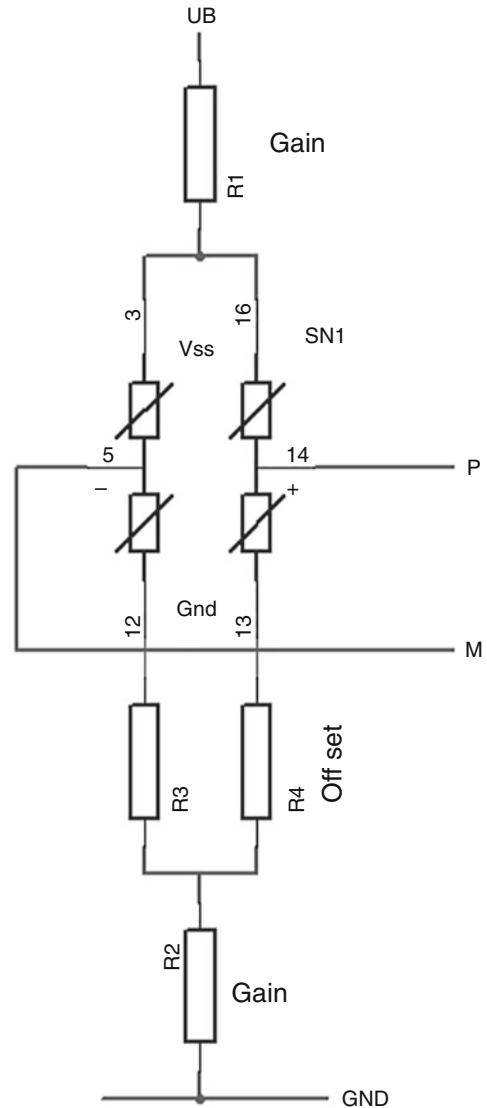 UB
Gain
R1
3
16
SN1
Vss
5
14
P
–
+
Gnd
12
13
M
R3
R4
Off set
R2
Gain
GND